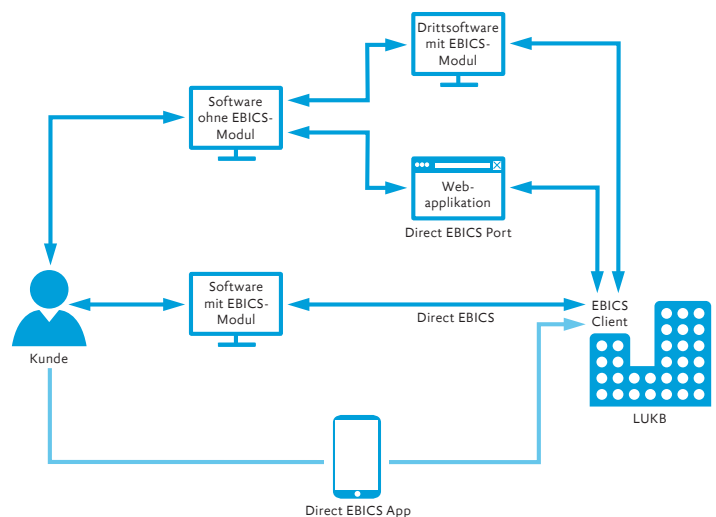 Drittsoftware
mit EBICS-
Modul
Software
ohne EBICS-
Modul
Web-
applikation
Direct EBICS Port
Software
mit EBICS-
Modul
Direct EBICS
EBICS
Client
Kunde
LUKB
Direct EBICS App